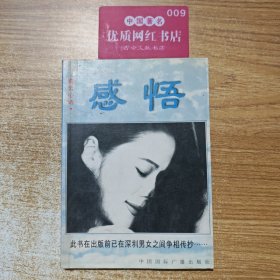 中国著名
009
优质网红书店
感悟
此书在出版前已在深圳男女之间争相传抄……
中国国际广播出版社